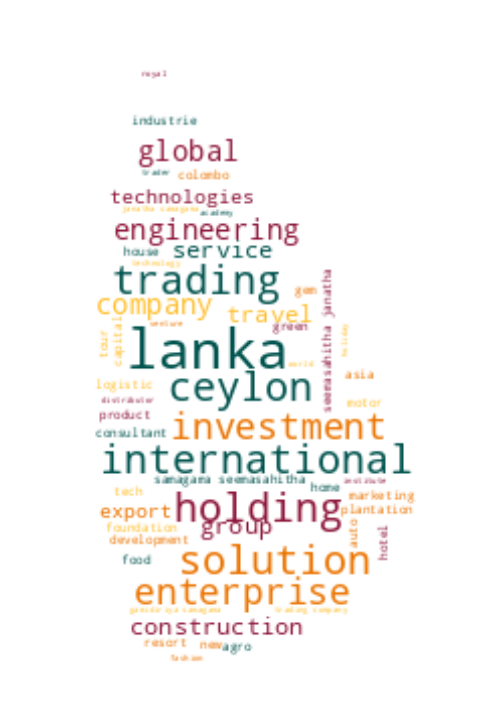 royal
industrie
global
trader colombo
technologies
janatha samagama academy
engineering
house service
technology
trading
gem
company travel
venture green
seemasahitha janatha
tour capital
holiday
lanka
world
ceylon
asia
logistic
distributor motor
product
investment
consultant
international
samagama seemasahitha institute
home
tech holding marketing
export plantation
group
foundation
development
auto
hotel
food solution
enterprise
trading company
construction
resort new agro
fashion